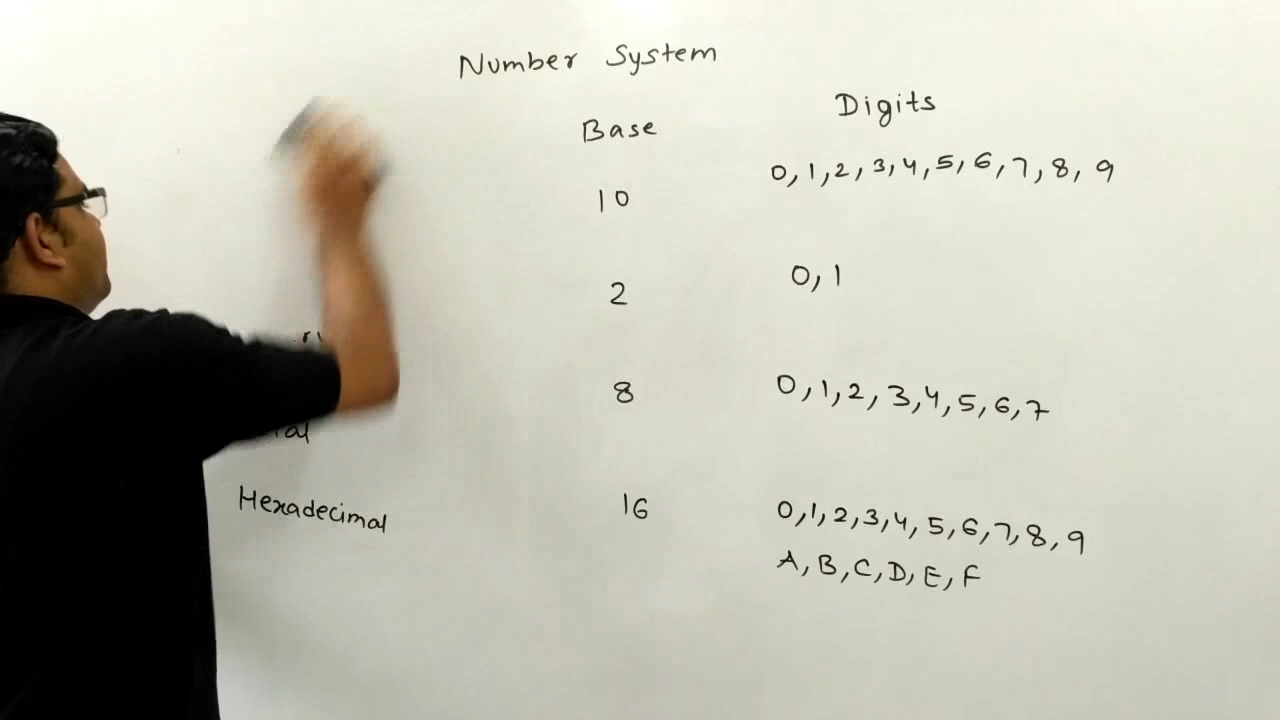 Number System
Base Digits
10 0, 1, 2, 3, 4, 5, 6, 7, 8, 9
2 0, 1
8 0, 1, 2, 3, 4, 5, 6, 7
Hexadecimal 16 0, 1, 2, 3, 4, 5, 6, 7, 8, 9
A, B, C, D, E, F